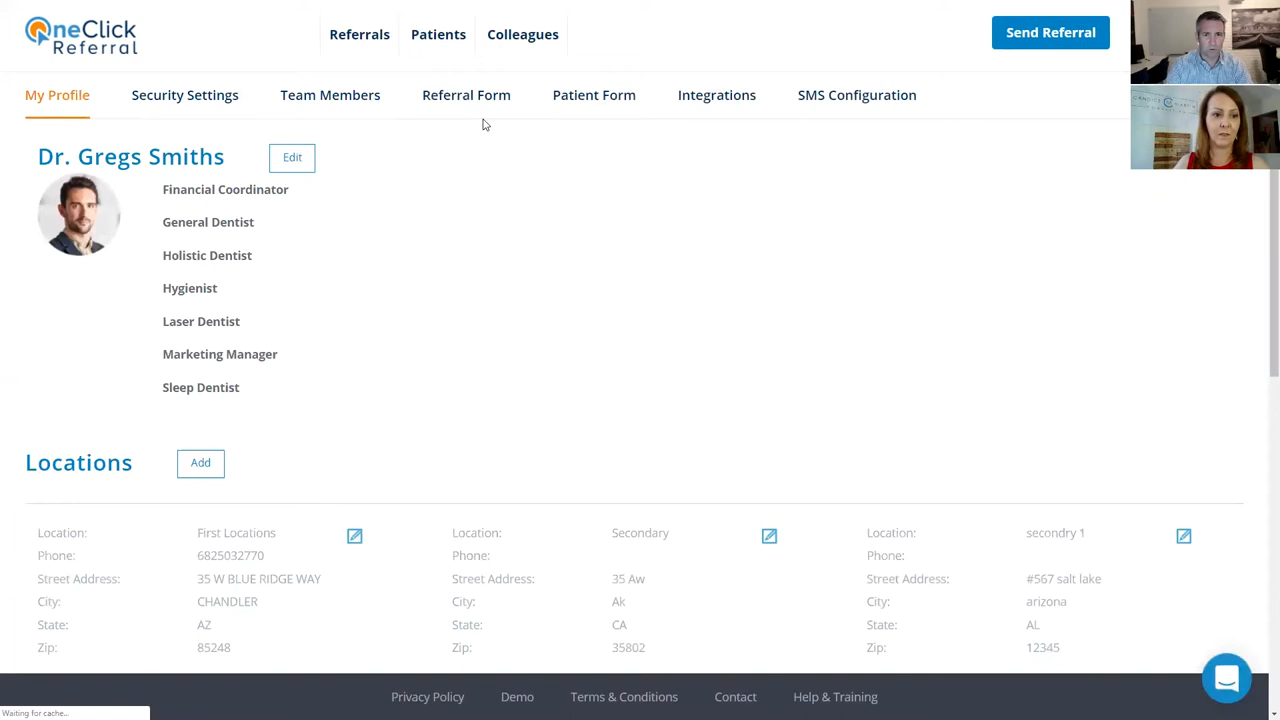 OneClick
Referral
Referrals
Patients
Colleagues
Send Referral
My Profile
Security Settings
Team Members
Referral Form
Patient Form
Integrations
SMS Configuration
Dr. Gregs Smiths
Edit
Financial Coordinator
General Dentist
Holistic Dentist
Hygienist
Laser Dentist
Marketing Manager
Sleep Dentist
Locations
Add
Location: First Locations
Phone: 6825032770
Street Address: 35 W BLUE RIDGE WAY
City: CHANDLER
State: AZ
Zip: 85248
Location: Secondary
Phone:
Street Address: 35 Aw
City: Ak
State: CA
Zip: 35802
Location: secondry 1
Phone:
Street Address: #567 salt lake
City: arizona
State: AL
Zip: 12345
Privacy Policy
Demo
Terms & Conditions
Contact
Help & Training
Waiting for cache...